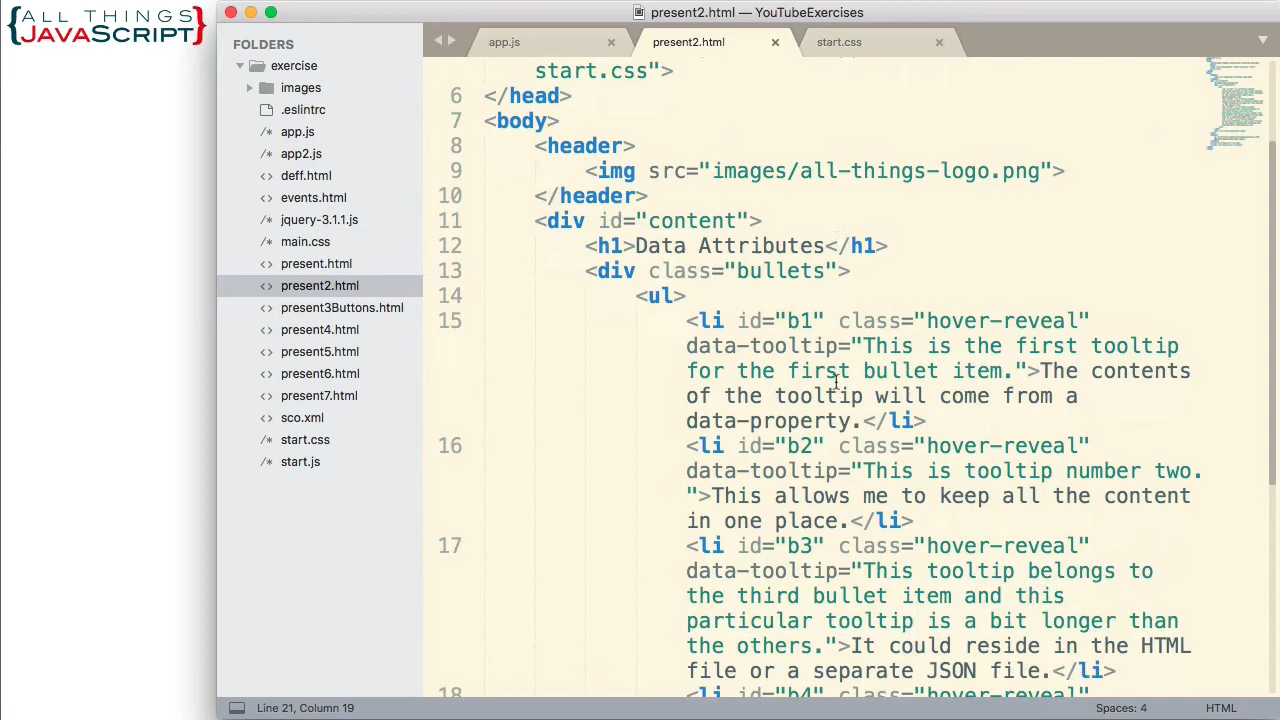 ALL THINGS
JAVASCRIPT
present2.html — YouTubeExercises
FOLDERS
exercise
images
.eslintrc
/* app.js
/* app2.js
<> deff.html
<> events.html
/* jquery-3.1.1.js
/* main.css
<> present.html
<> present2.html
<> present3Buttons.html
<> present4.html
<> present5.html
<> present6.html
<> present7.html
<> sco.xml
/* start.css
/* start.js
app.js × present2.html × start.css ×
start.css">
6 </head>
7 <body>
8 <header>
9 <img src="images/all-things-logo.png">
10 </header>
11 <div id="content">
12 <h1>Data Attributes</h1>
13 <div class="bullets">
14 <ul>
15 <li id="b1" class="hover-reveal"
data-tooltip="This is the first tooltip
for the first bullet item.">The contents
of the tooltip will come from a
data-property.</li>
16 <li id="b2" class="hover-reveal"
data-tooltip="This is tooltip number two.
">This allows me to keep all the content
in one place.</li>
17 <li id="b3" class="hover-reveal"
data-tooltip="This tooltip belongs to
the third bullet item and this
particular tooltip is a bit longer than
the others.">It could reside in the HTML
file or a separate JSON file.</li>
18 <li id="b4" class="hover-reveal"
Line 21, Column 19
Spaces: 4
HTML